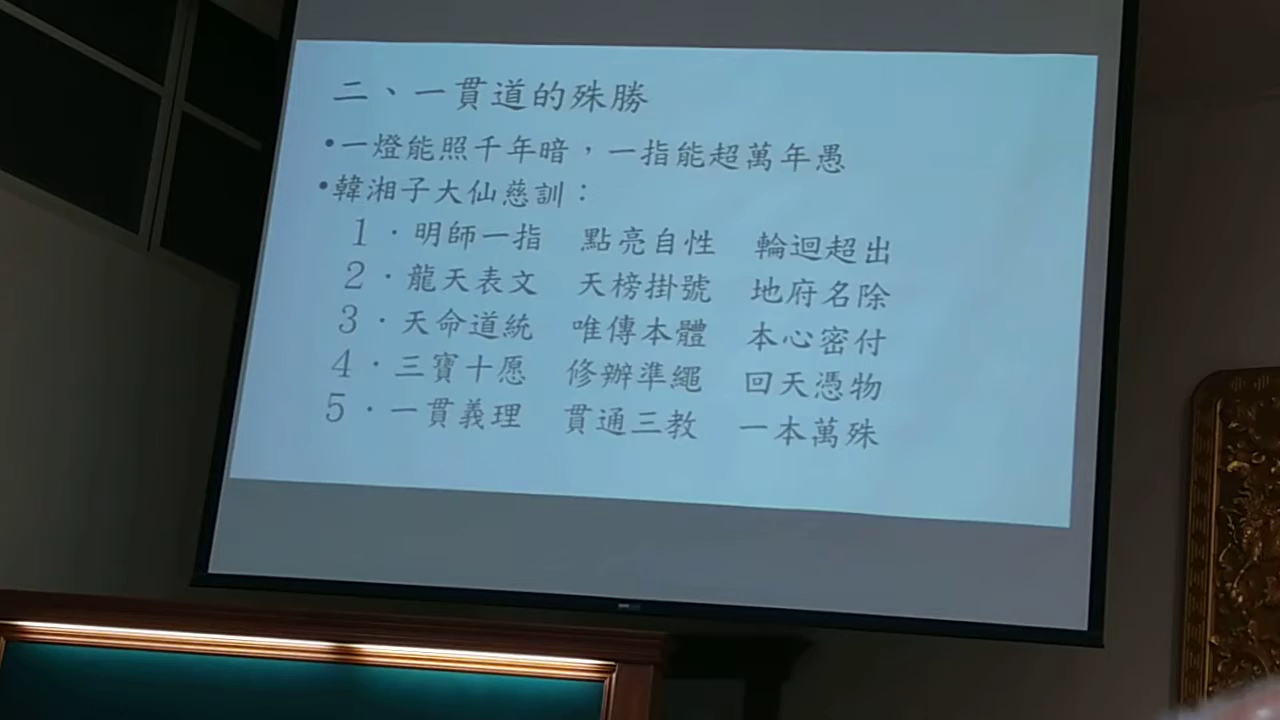 二、一貫道的殊勝
•一燈能照千年暗，一指能超萬年愚
•韓湘子大仙慈訓：
1．明師一指　點亮自性　輪迴超出
2．龍天表文　天榜掛號　地府名除
3．天命道統　唯傳本體　本心密付
4．三寶十愿　修辦準繩　回天憑物
5．一貫義理　貫通三教　一本萬殊